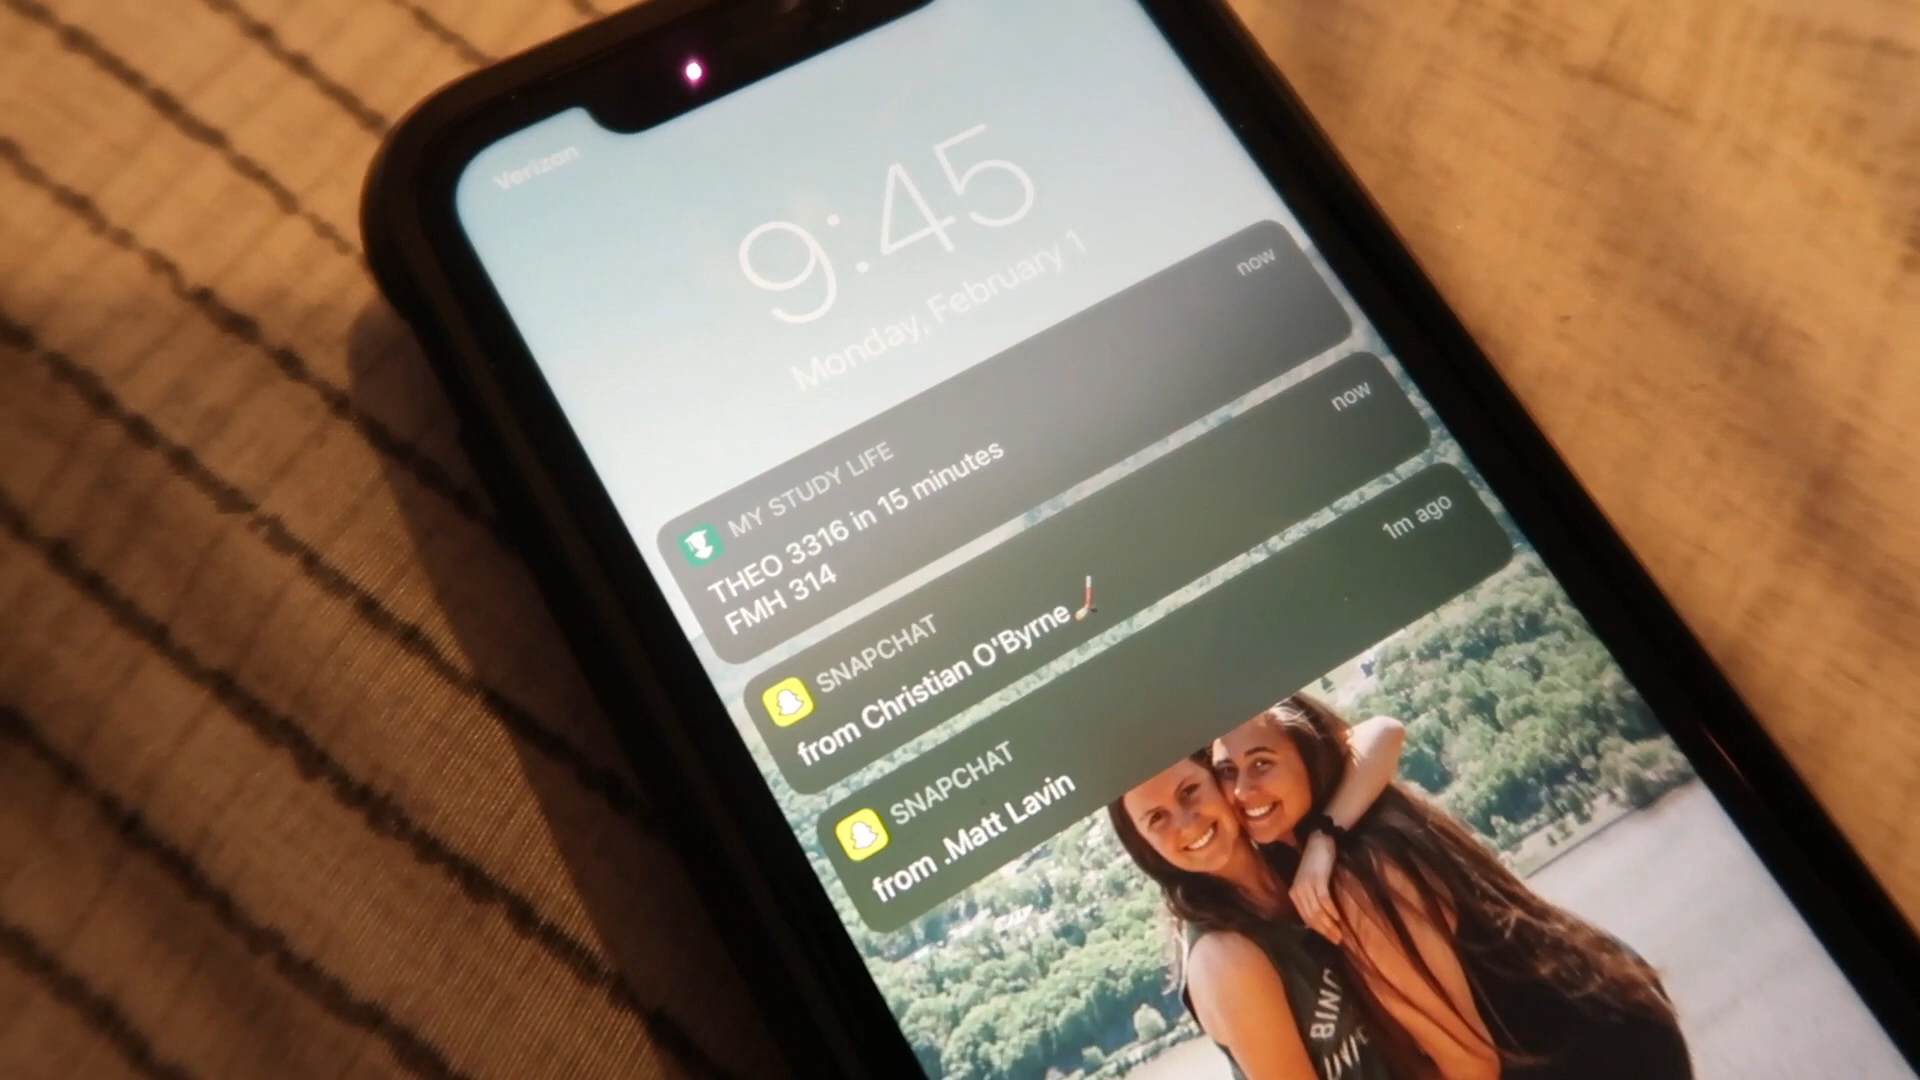 Verizon
9:45
Monday, February 1
MY STUDY LIFE
now
THEO 3316 in 15 minutes
FMH 314
SNAPCHAT
now
from Christian O'Byrne🏒
SNAPCHAT
1m ago
from .Matt Lavin
BING